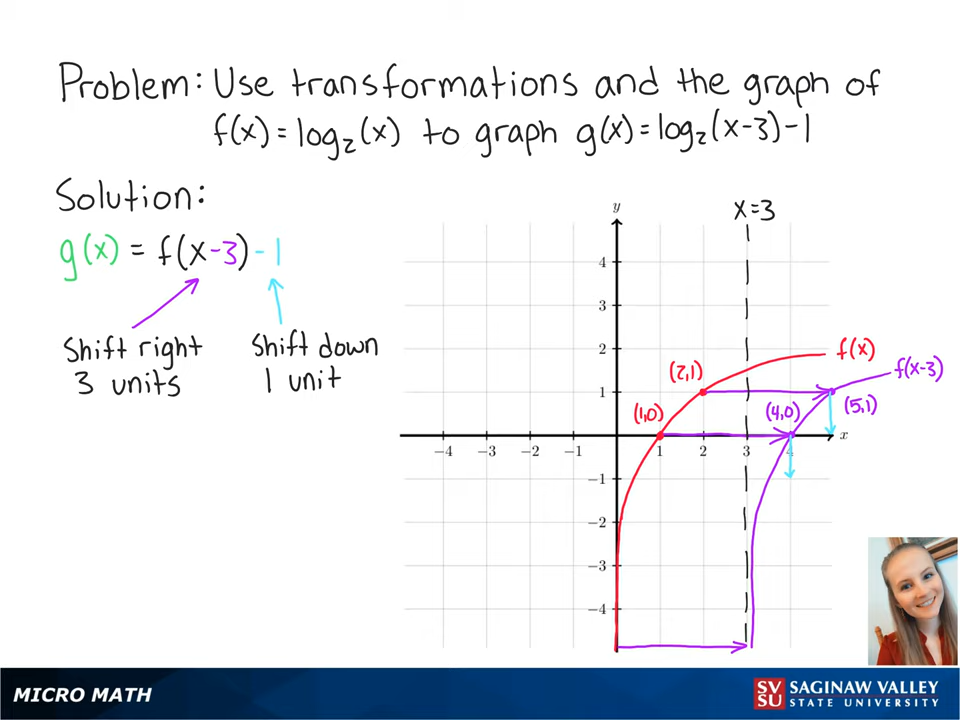 Problem: Use transformations and the graph of
f(x) = log₂(x) to graph g(x) = log₂(x-3)-1
Solution:
g(x) = f(x-3)-1
Shift right
3 units
Shift down
1 unit
y
x=3
4
3
2
1
-1
-2
-3
-4
-4
-3
-2
-1
1
2
3
4
x
f(x)
f(x-3)
(2,1)
(1,0)
(4,0)
(5,1)
MICRO MATH
SV
SU
SAGINAW VALLEY
STATE UNIVERSITY